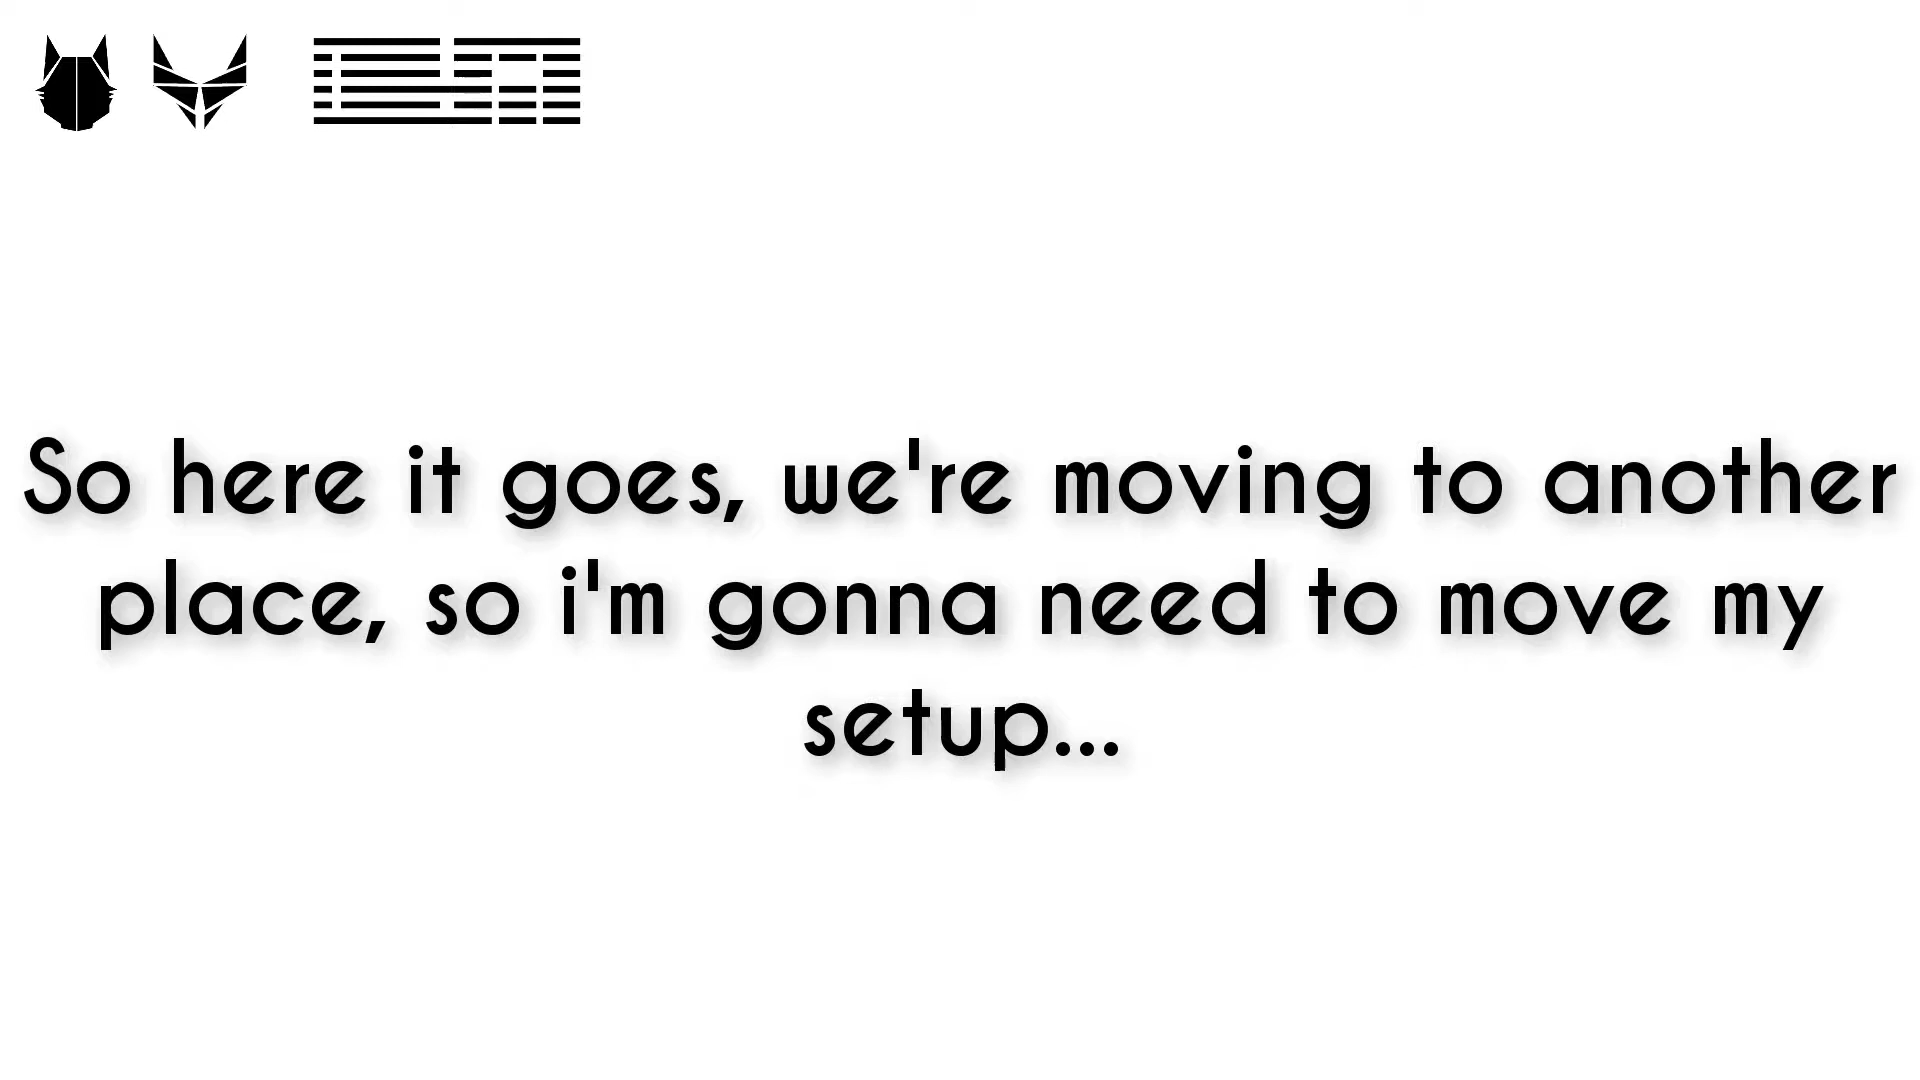 So here it goes, we're moving to another
place, so i'm gonna need to move my
setup...